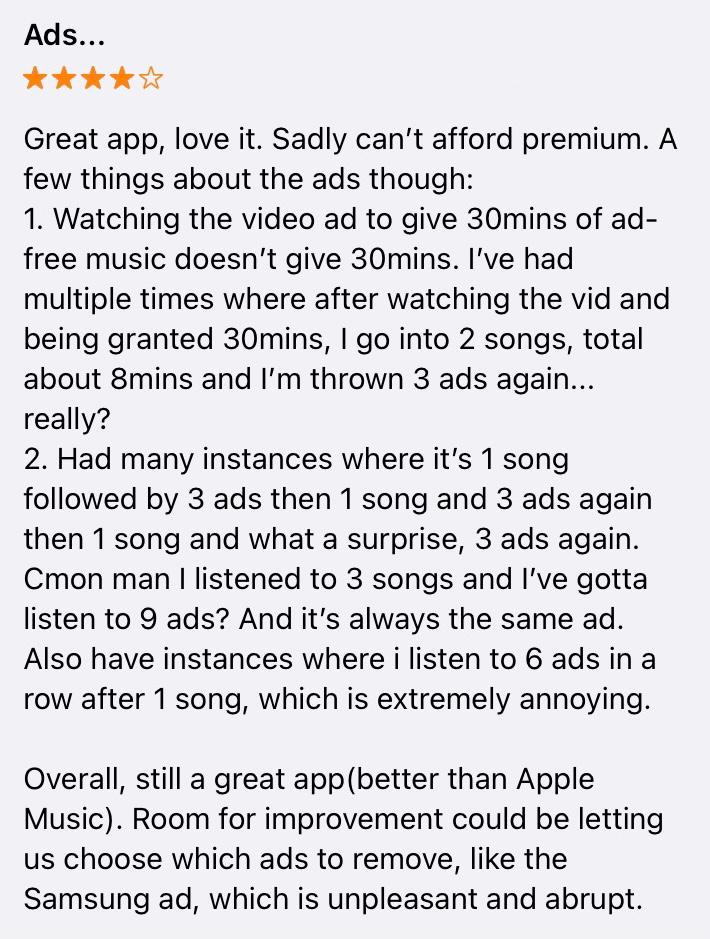 Ads...
Great app, love it. Sadly can’t afford premium. A
few things about the ads though:
1. Watching the video ad to give 30mins of ad-
free music doesn’t give 30mins. I’ve had
multiple times where after watching the vid and
being granted 30mins, I go into 2 songs, total
about 8mins and I’m thrown 3 ads again...
really?
2. Had many instances where it’s 1 song
followed by 3 ads then 1 song and 3 ads again
then 1 song and what a surprise, 3 ads again.
Cmon man I listened to 3 songs and I’ve gotta
listen to 9 ads? And it’s always the same ad.
Also have instances where i listen to 6 ads in a
row after 1 song, which is extremely annoying.
Overall, still a great app(better than Apple
Music). Room for improvement could be letting
us choose which ads to remove, like the
Samsung ad, which is unpleasant and abrupt.